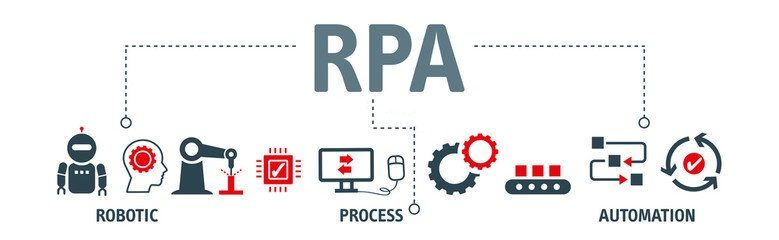 RPA
ROBOTIC
PROCESS
AUTOMATION